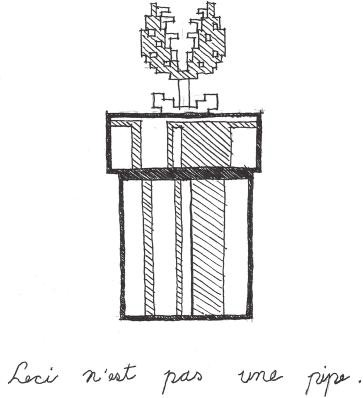 Ceci n'est pas une pipe.